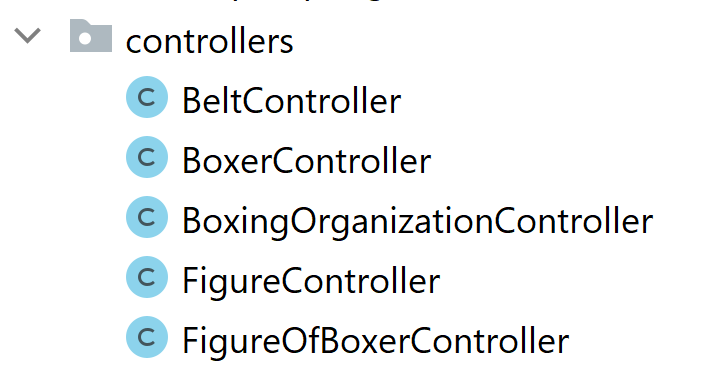 controllers
C BeltController
C BoxerController
C BoxingOrganizationController
C FigureController
C FigureOfBoxerController